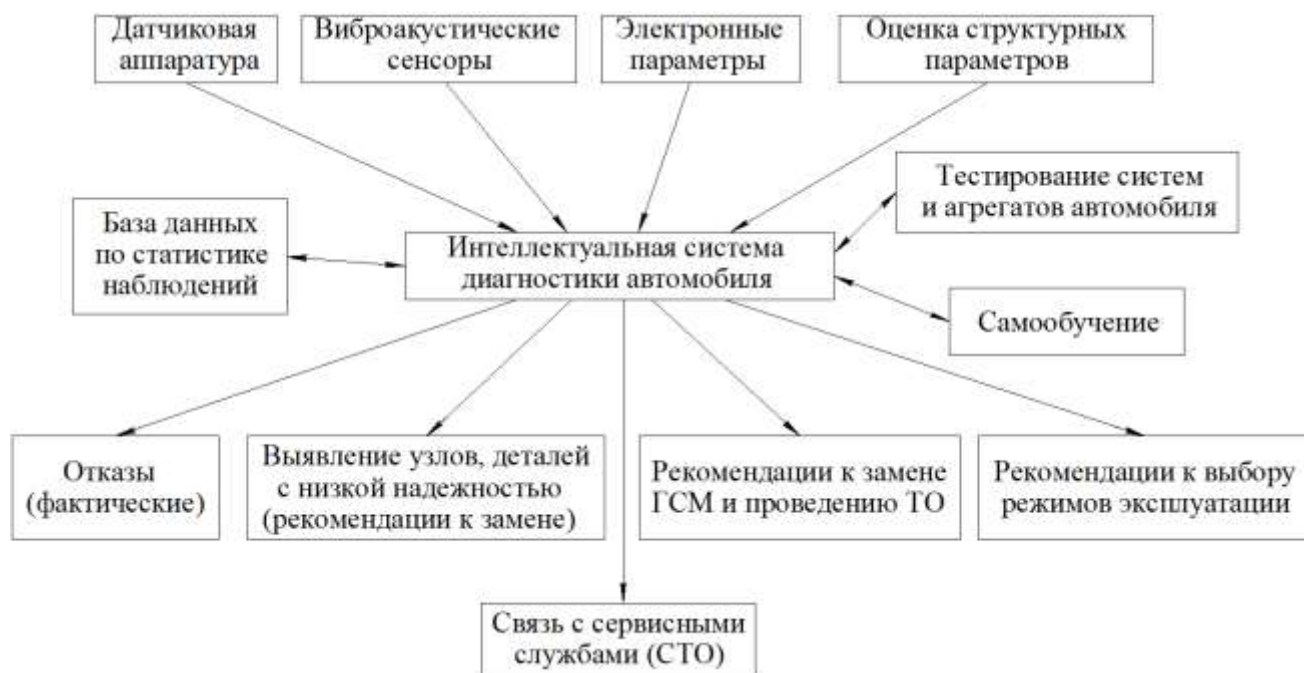 Датчиковая
аппаратура
Виброакустические
сенсоры
Электронные
параметры
Оценка структурных
параметров
Тестирование систем
и агрегатов автомобиля
База данных
по статистике
наблюдений
Интеллектуальная система
диагностики автомобиля
Самообучение
Отказы
(фактические)
Выявление узлов, деталей
с низкой надежностью
(рекомендации к замене)
Рекомендации к замене
ГСМ и проведению ТО
Рекомендации к выбору
режимов эксплуатации
Связь с сервисными
службами (СТО)